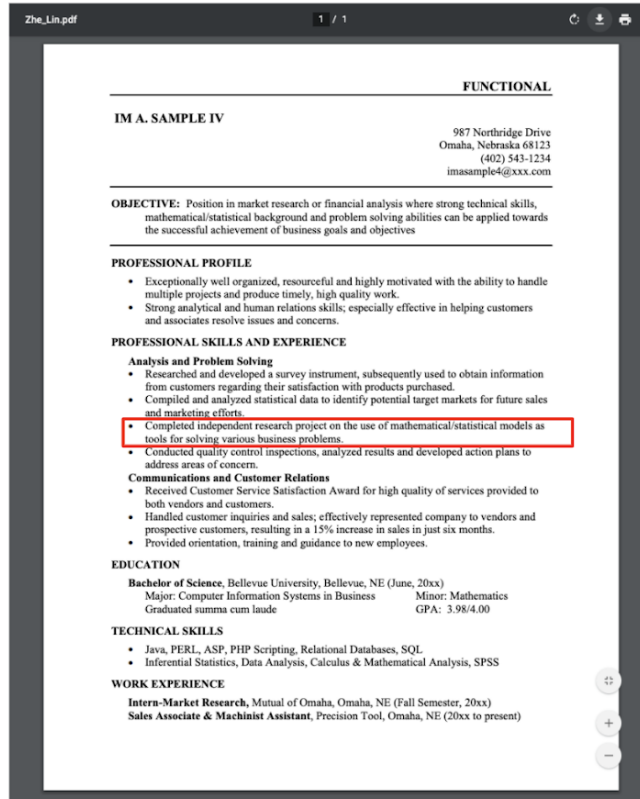 Zhe_Lin.pdf
1 / 1
FUNCTIONAL
IM A. SAMPLE IV
987 Northridge Drive
Omaha, Nebraska 68123
(402) 543-1234
imasample4@xxx.com
OBJECTIVE: Position in market research or financial analysis where strong technical skills,
mathematical/statistical background and problem solving abilities can be applied towards
the successful achievement of business goals and objectives
PROFESSIONAL PROFILE
• Exceptionally well organized, resourceful and highly motivated with the ability to handle
multiple projects and produce timely, high quality work.
• Strong analytical and human relations skills; especially effective in helping customers
and associates resolve issues and concerns.
PROFESSIONAL SKILLS AND EXPERIENCE
Analysis and Problem Solving
• Researched and developed a survey instrument, subsequently used to obtain information
from customers regarding their satisfaction with products purchased.
• Compiled and analyzed statistical data to identify potential target markets for future sales
and marketing efforts.
• Completed independent research project on the use of mathematical/statistical models as
tools for solving various business problems.
• Conducted quality control inspections, analyzed results and developed action plans to
address areas of concern.
Communications and Customer Relations
• Received Customer Service Satisfaction Award for high quality of services provided to
both vendors and customers.
• Handled customer inquiries and sales; effectively represented company to vendors and
prospective customers, resulting in a 15% increase in sales in just six months.
• Provided orientation, training and guidance to new employees.
EDUCATION
Bachelor of Science, Bellevue University, Bellevue, NE (June, 20xx)
Major: Computer Information Systems in Business Minor: Mathematics
Graduated summa cum laude GPA: 3.98/4.00
TECHNICAL SKILLS
• Java, PERL, ASP, PHP Scripting, Relational Databases, SQL
• Inferential Statistics, Data Analysis, Calculus & Mathematical Analysis, SPSS
WORK EXPERIENCE
Intern-Market Research, Mutual of Omaha, Omaha, NE (Fall Semester, 20xx)
Sales Associate & Machinist Assistant, Precision Tool, Omaha, NE (20xx to present)